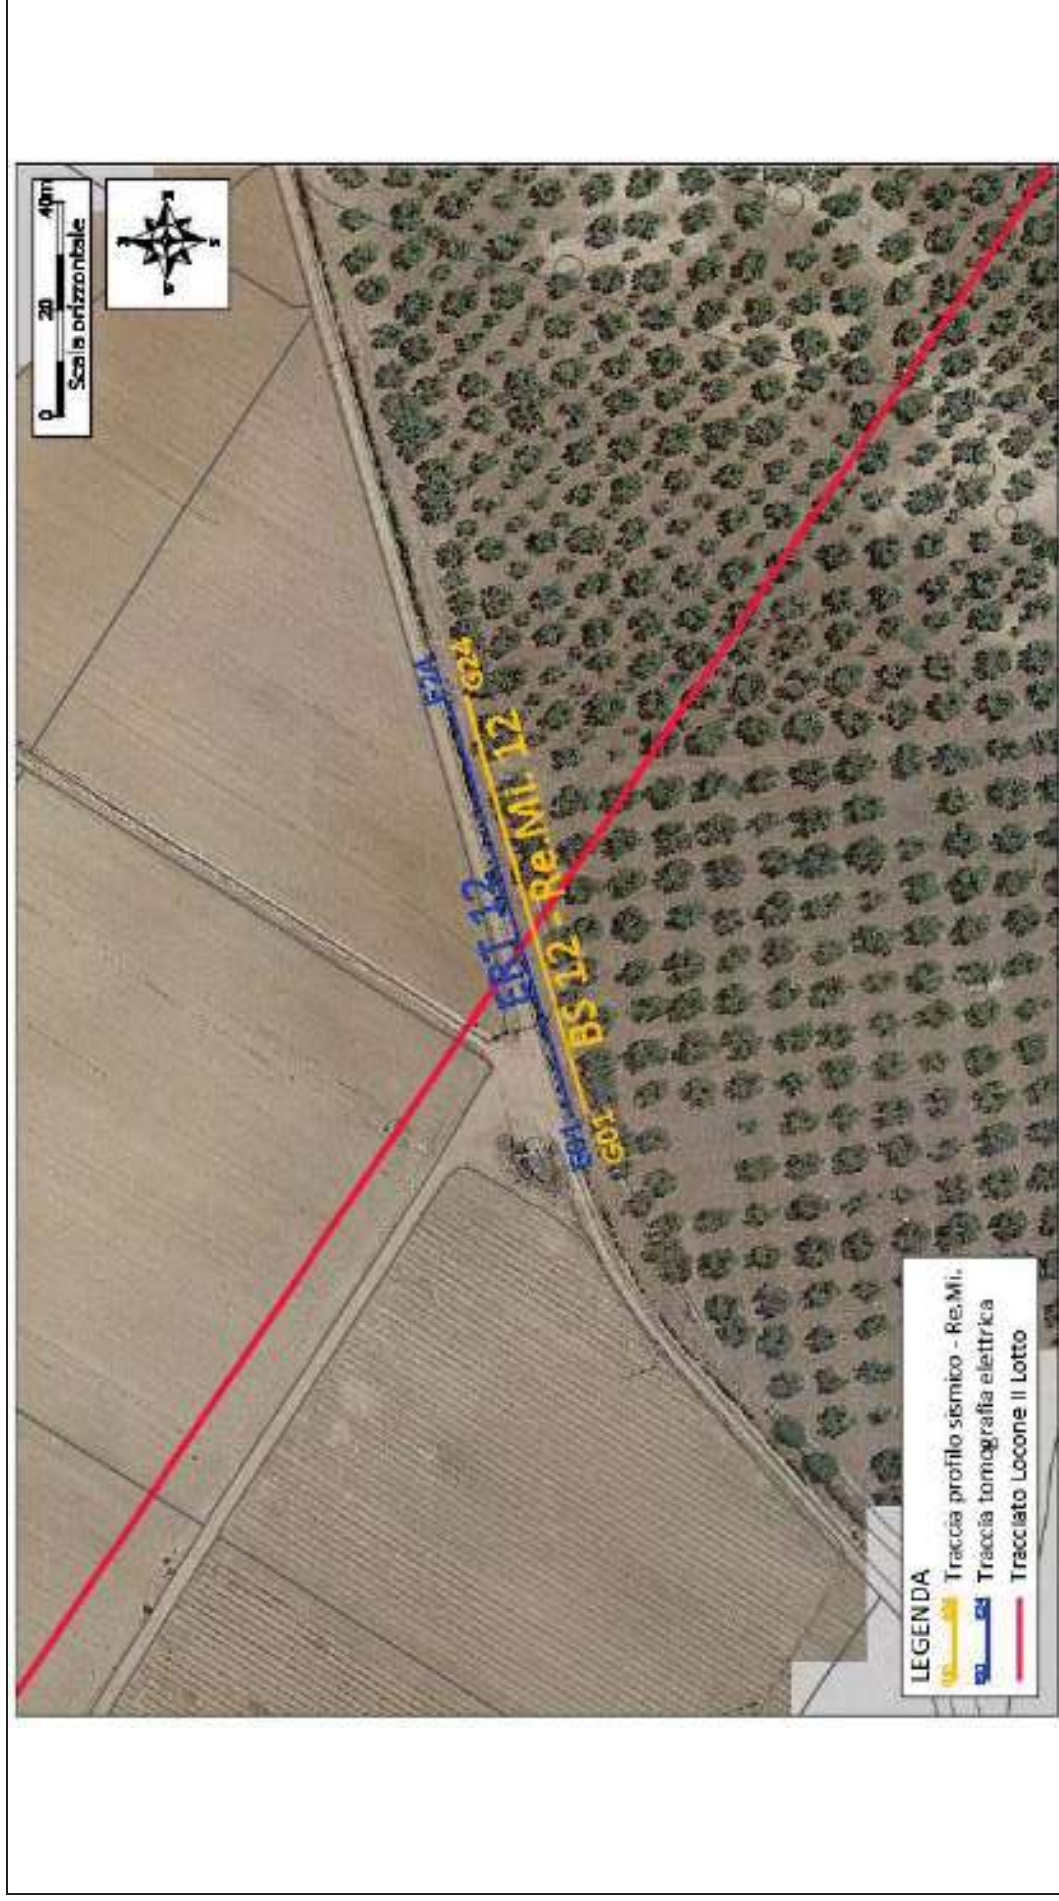 0 20 40m
Scala orizzontale
ERT 12
E24
G24
BS 12 - Re.Mi. 12
E01
G01
LEGENDA
Traccia profilo sismico - Re.Mi.
Traccia tomografia elettrica
Tracciato Locone II Lotto